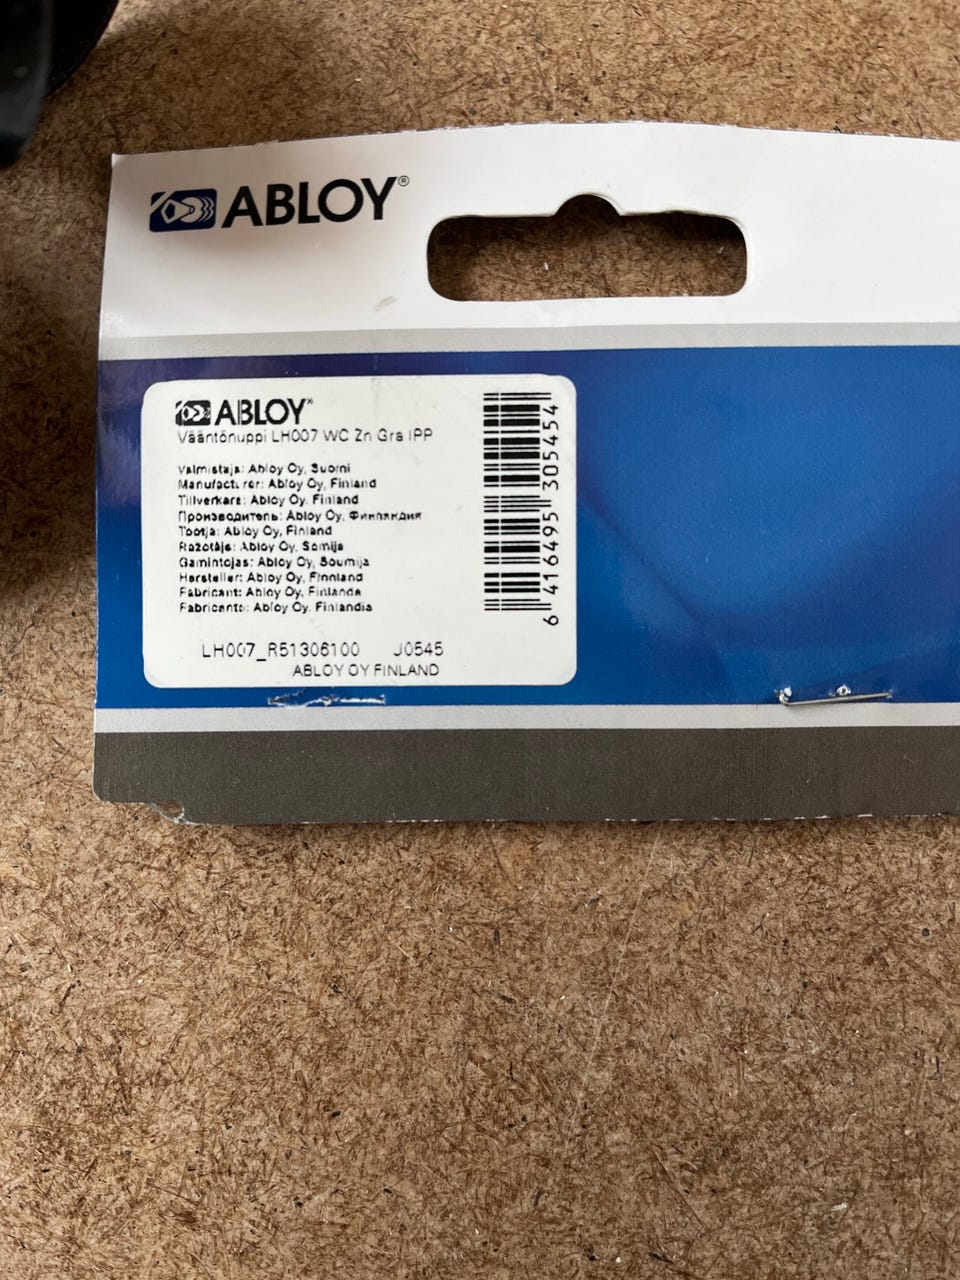 ABLOY®
ABLOY®
Vääntönuppi LH007 WC Zn Gra IPP
Valmistaja: Abloy Oy, Suomi
Manufacturer: Abloy Oy, Finland
Tillverkare: Abloy Oy, Finland
Производитель: Abloy Oy, Финляндия
Tootja: Abloy Oy, Finland
Ražotājs: Abloy Oy, Somija
Gamintojas: Abloy Oy, Soumija
Hersteller: Abloy Oy, Finnland
Fabricant: Abloy Oy, Finlande
Fabricante: Abloy Oy, Finlandia
LH007_R51306100 J0545
ABLOY OY FINLAND
6 416495 305454